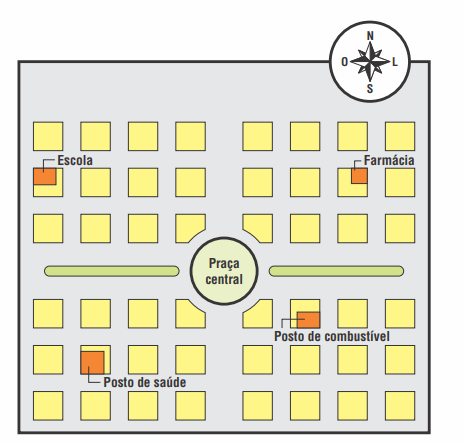 N
O L
S
Escola
Farmácia
Praça
central
Posto de combustível
Posto de saúde